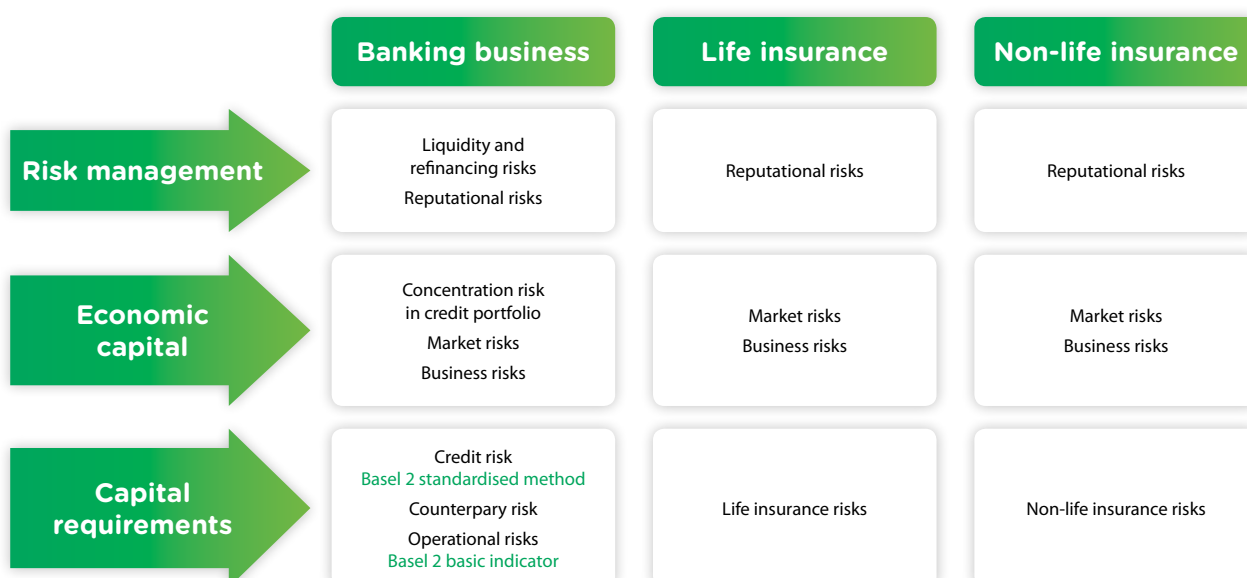 Banking business
Life insurance
Non-life insurance
Risk management
Liquidity and
refinancing risks
Reputational risks
Reputational risks
Reputational risks
Economic
capital
Concentration risk
in credit portfolio
Market risks
Business risks
Market risks
Business risks
Market risks
Business risks
Capital
requirements
Credit risk
Basel 2 standardised method
Counterpary risk
Operational risks
Basel 2 basic indicator
Life insurance risks
Non-life insurance risks